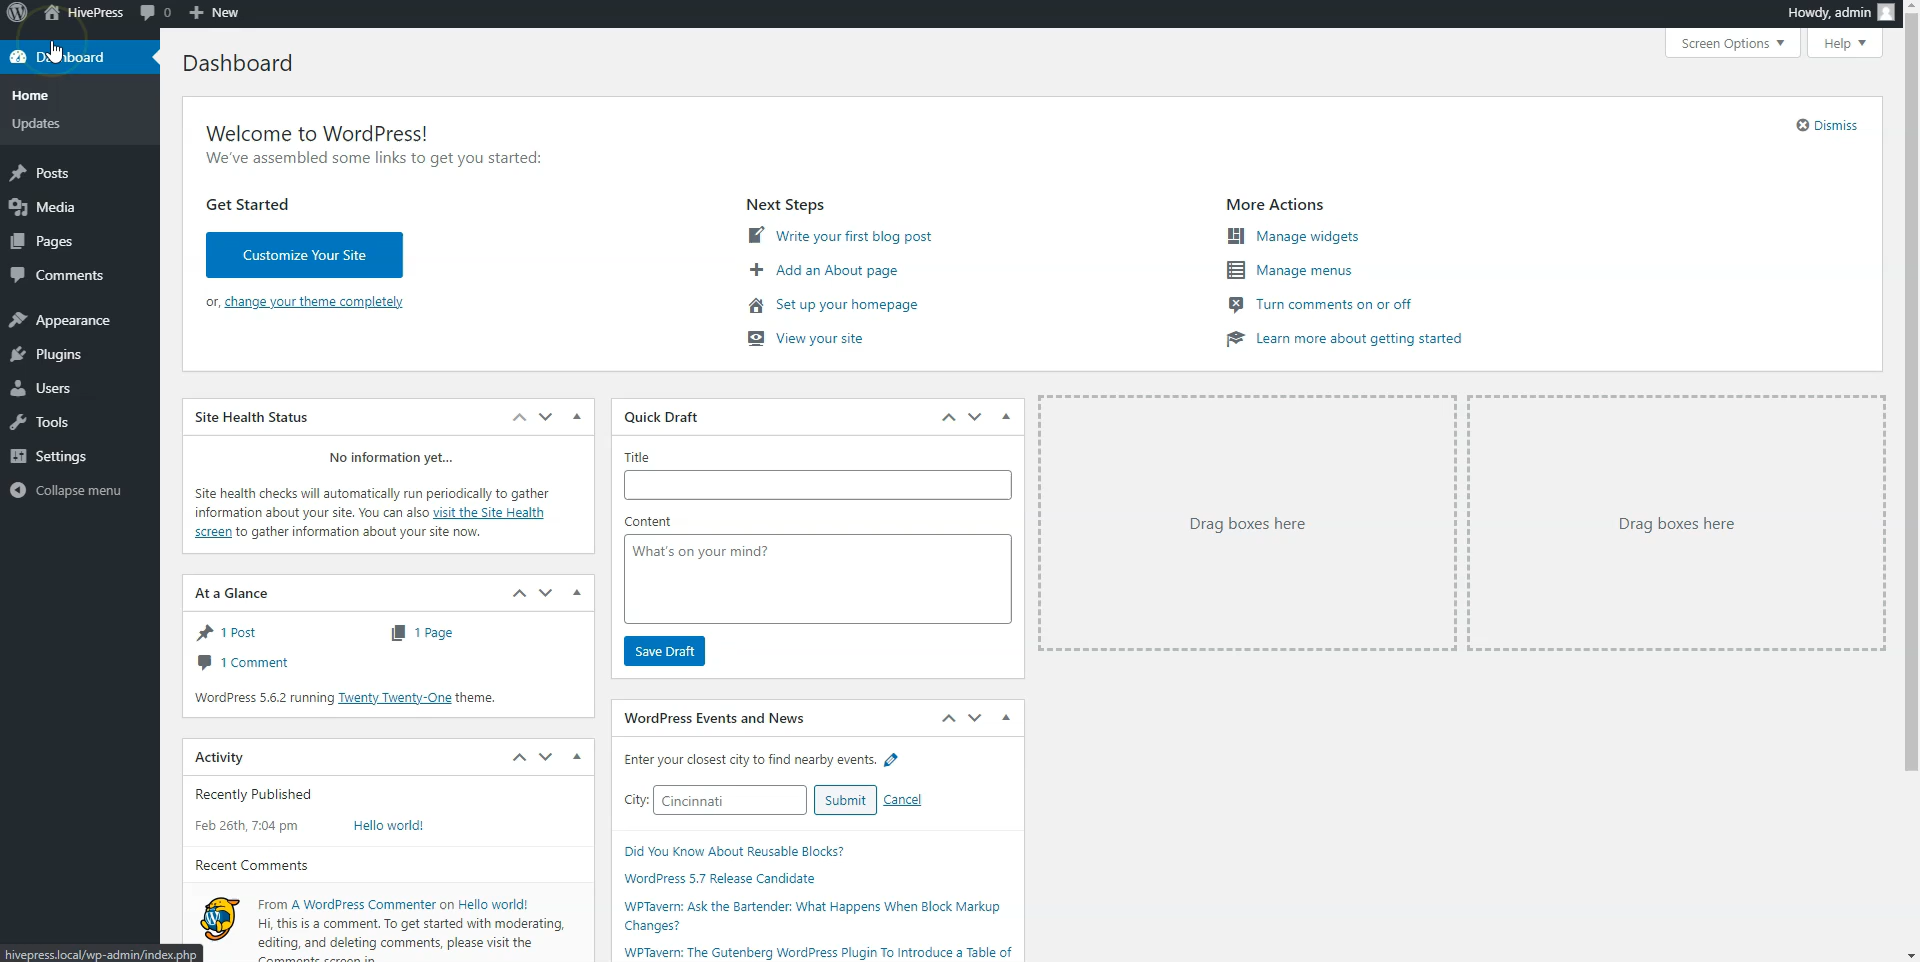 HivePress 0 New Howdy, admin
Dashboard
Home
Updates
Posts
Media
Pages
Comments
Appearance
Plugins
Users
Tools
Settings
Collapse menu
Screen Options Help
Dashboard
Welcome to WordPress!
We've assembled some links to get you started:
Dismiss
Get Started
Customize Your Site
or, change your theme completely
Next Steps
Write your first blog post
Add an About page
Set up your homepage
View your site
More Actions
Manage widgets
Manage menus
Turn comments on or off
Learn more about getting started
Site Health Status
No information yet...
Site health checks will automatically run periodically to gather
information about your site. You can also visit the Site Health
screen to gather information about your site now.
At a Glance
1 Post 1 Page
1 Comment
WordPress 5.6.2 running Twenty Twenty-One theme.
Activity
Recently Published
Feb 26th, 7:04 pm Hello world!
Recent Comments
From A WordPress Commenter on Hello world!
Hi, this is a comment. To get started with moderating,
editing, and deleting comments, please visit the
Comments screen in
Quick Draft
Title
Content
What's on your mind?
Save Draft
WordPress Events and News
Enter your closest city to find nearby events.
City: Cincinnati Submit Cancel
Did You Know About Reusable Blocks?
WordPress 5.7 Release Candidate
WPTavern: Ask the Bartender: What Happens When Block Markup
Changes?
WPTavern: The Gutenberg WordPress Plugin To Introduce a Table of
Drag boxes here
Drag boxes here
hivepress.local/wp-admin/index.php